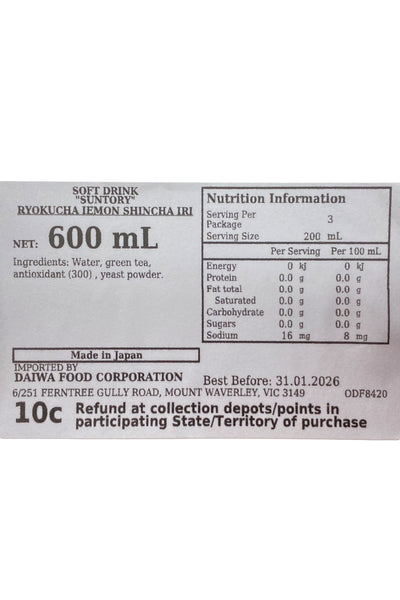 SOFT DRINK
"SUNTORY"
RYOKUCHA IEMON SHINCHA IRI
NET: 600 mL
Ingredients: Water, green tea,
antioxidant (300) , yeast powder.
Nutrition Information
Serving Per Package 3
Serving Size 200 mL
Per Serving Per 100 mL
Energy 0 kJ 0 kJ
Protein 0.0 g 0.0 g
Fat total 0.0 g 0.0 g
Saturated 0.0 g 0.0 g
Carbohydrate 0.0 g 0.0 g
Sugars 0.0 g 0.0 g
Sodium 16 mg 8 mg
Made in Japan
IMPORTED BY
DAIWA FOOD CORPORATION
Best Before: 31.01.2026
6/251 FERNTREE GULLY ROAD, MOUNT WAVERLEY, VIC 3149 ODF8420
10c Refund at collection depots/points in
participating State/Territory of purchase